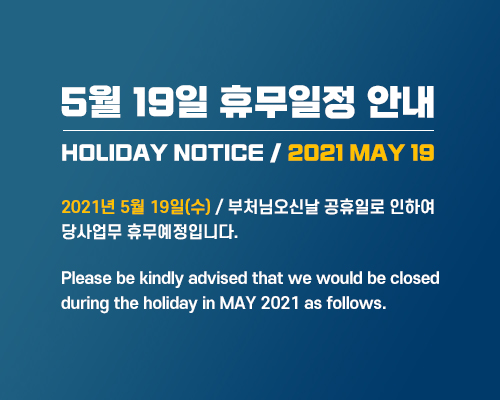 5월 19일 휴무일정 안내
HOLIDAY NOTICE / 2021 MAY 19
2021년 5월 19일(수) / 부처님오신날 공휴일로 인하여
당사업무 휴무예정입니다.
Please be kindly advised that we would be closed
during the holiday in MAY 2021 as follows.